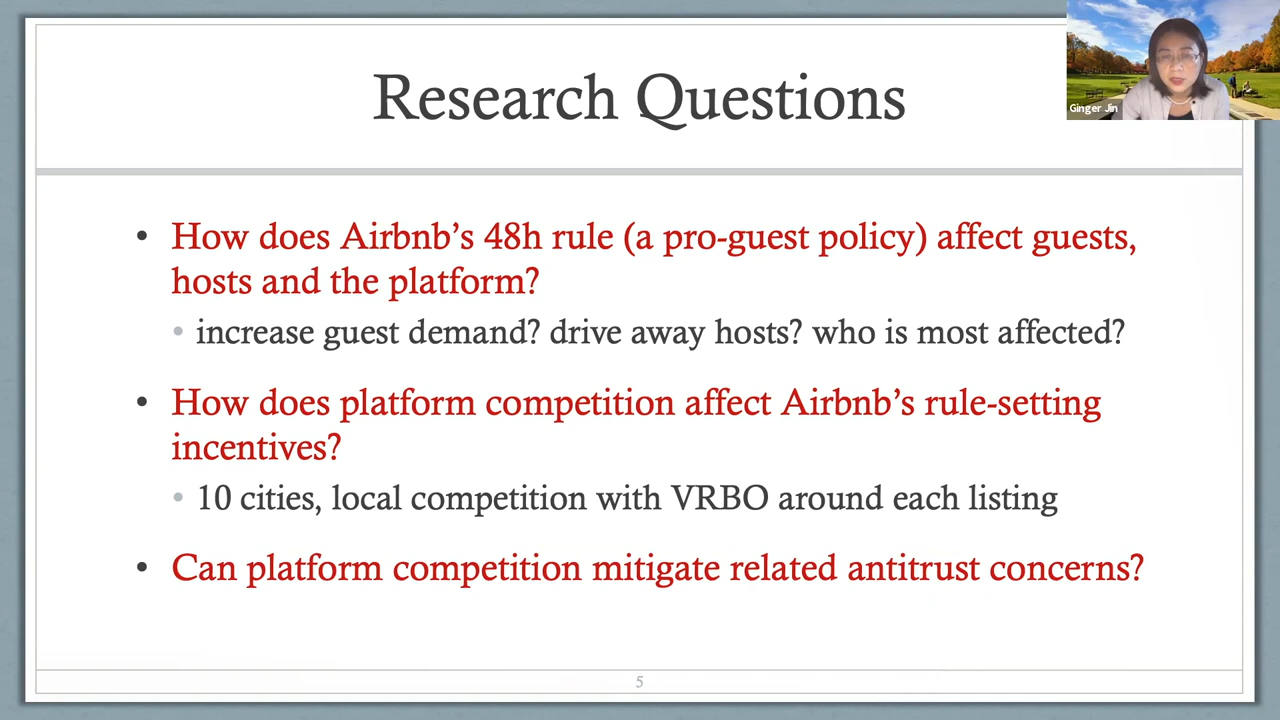 Research Questions
Ginger Jin
• How does Airbnb’s 48h rule (a pro-guest policy) affect guests,
hosts and the platform?
• increase guest demand? drive away hosts? who is most affected?
• How does platform competition affect Airbnb’s rule-setting
incentives?
• 10 cities, local competition with VRBO around each listing
• Can platform competition mitigate related antitrust concerns?
5